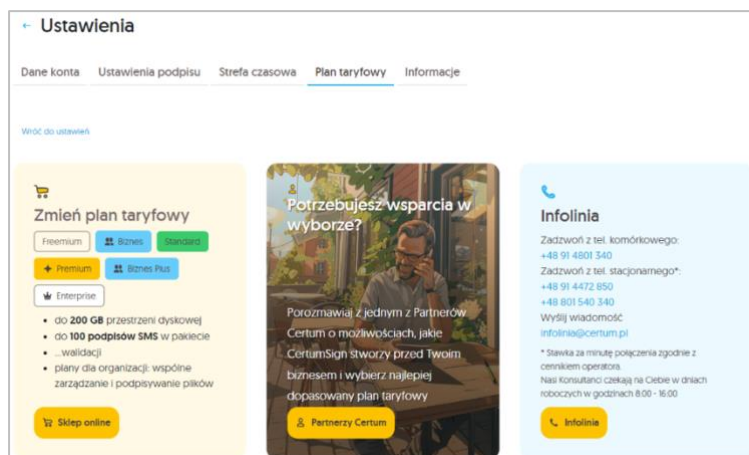 ← Ustawienia
Dane konta Ustawienia podpisu Strefa czasowa Plan taryfowy Informacje
Wróć do ustawień
Zmień plan taryfowy
Freemium Biznes Standard
Premium Biznes Plus
Enterprise
• do 200 GB przestrzeni dyskowej
• do 100 podpisów SMS w pakiecie
• ...walidacji
• plany dla organizacji: wspólne
zarządzanie i podpisywanie plików
Sklep online
Potrzebujesz wsparcia w
wyborze?
Porozmawiaj z jednym z Partnerów
Certum o możliwościach, jakie
CertumSign stworzy przed Twoim
biznesem i wybierz najlepiej
dopasowany plan taryfowy
Partnerzy Certum
Infolinia
Zadzwoń z tel. komórkowego:
+48 91 4801 340
Zadzwoń z tel. stacjonarnego*:
+48 91 4472 850
+48 801 540 340
Wyślij wiadomość
infolinia@certum.pl
* Stawka za minutę połączenia zgodnie z
cennikiem operatora.
Nasi Konsultanci czekają na Ciebie w dniach
roboczych w godzinach 8:00 - 16:00
Infolinia